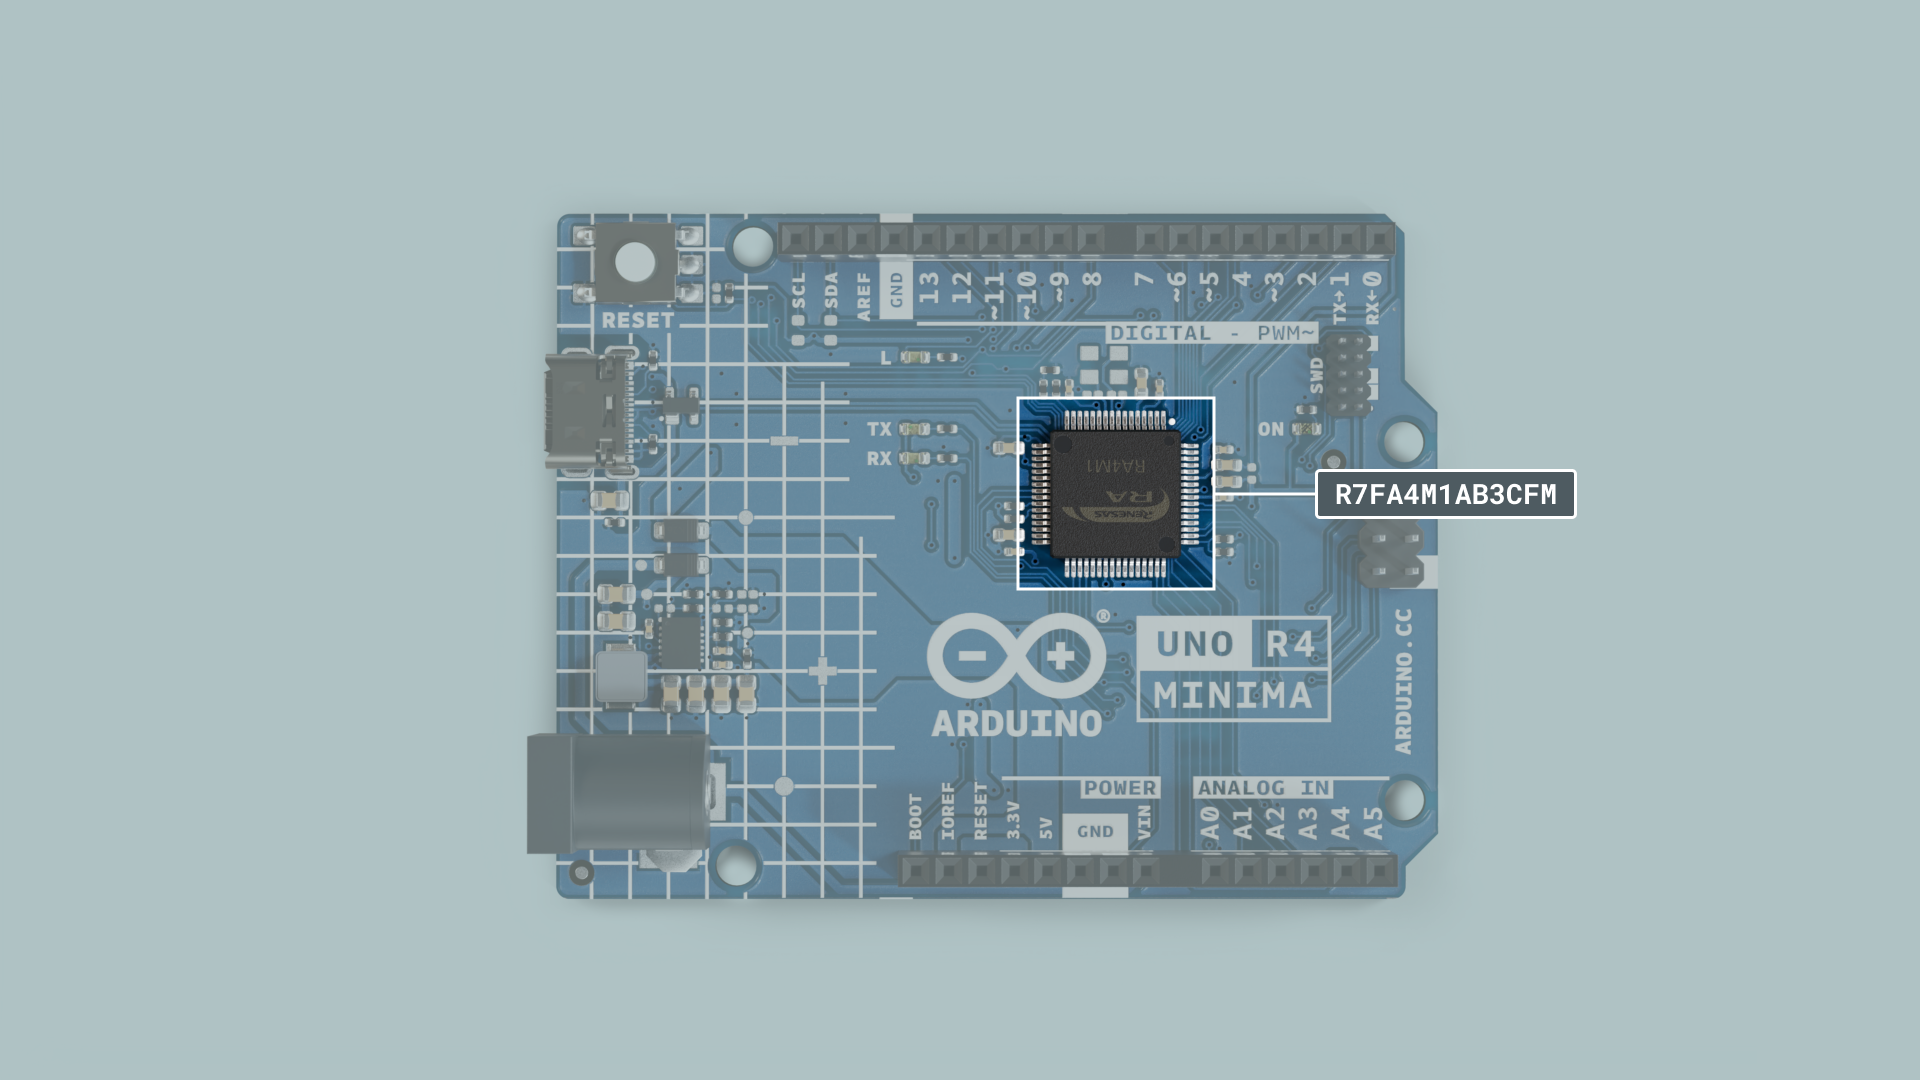 RESET
SCL
SDA
AREF
GND
13
12
~11
~10
~9
8
7
~6
~5
4
~3
2
TX→1
RX←0
DIGITAL - PWM~
L
SWD
TX
RX
ON
RA4M1
RA
RENESAS
R7FA4M1AB3CFM
®
UNO R4
MINIMA
ARDUINO
ARDUINO.CC
POWER
ANALOG IN
BOOT
IOREF
RESET
3.3V
5V
GND
VIN
A0
A1
A2
A3
A4
A5